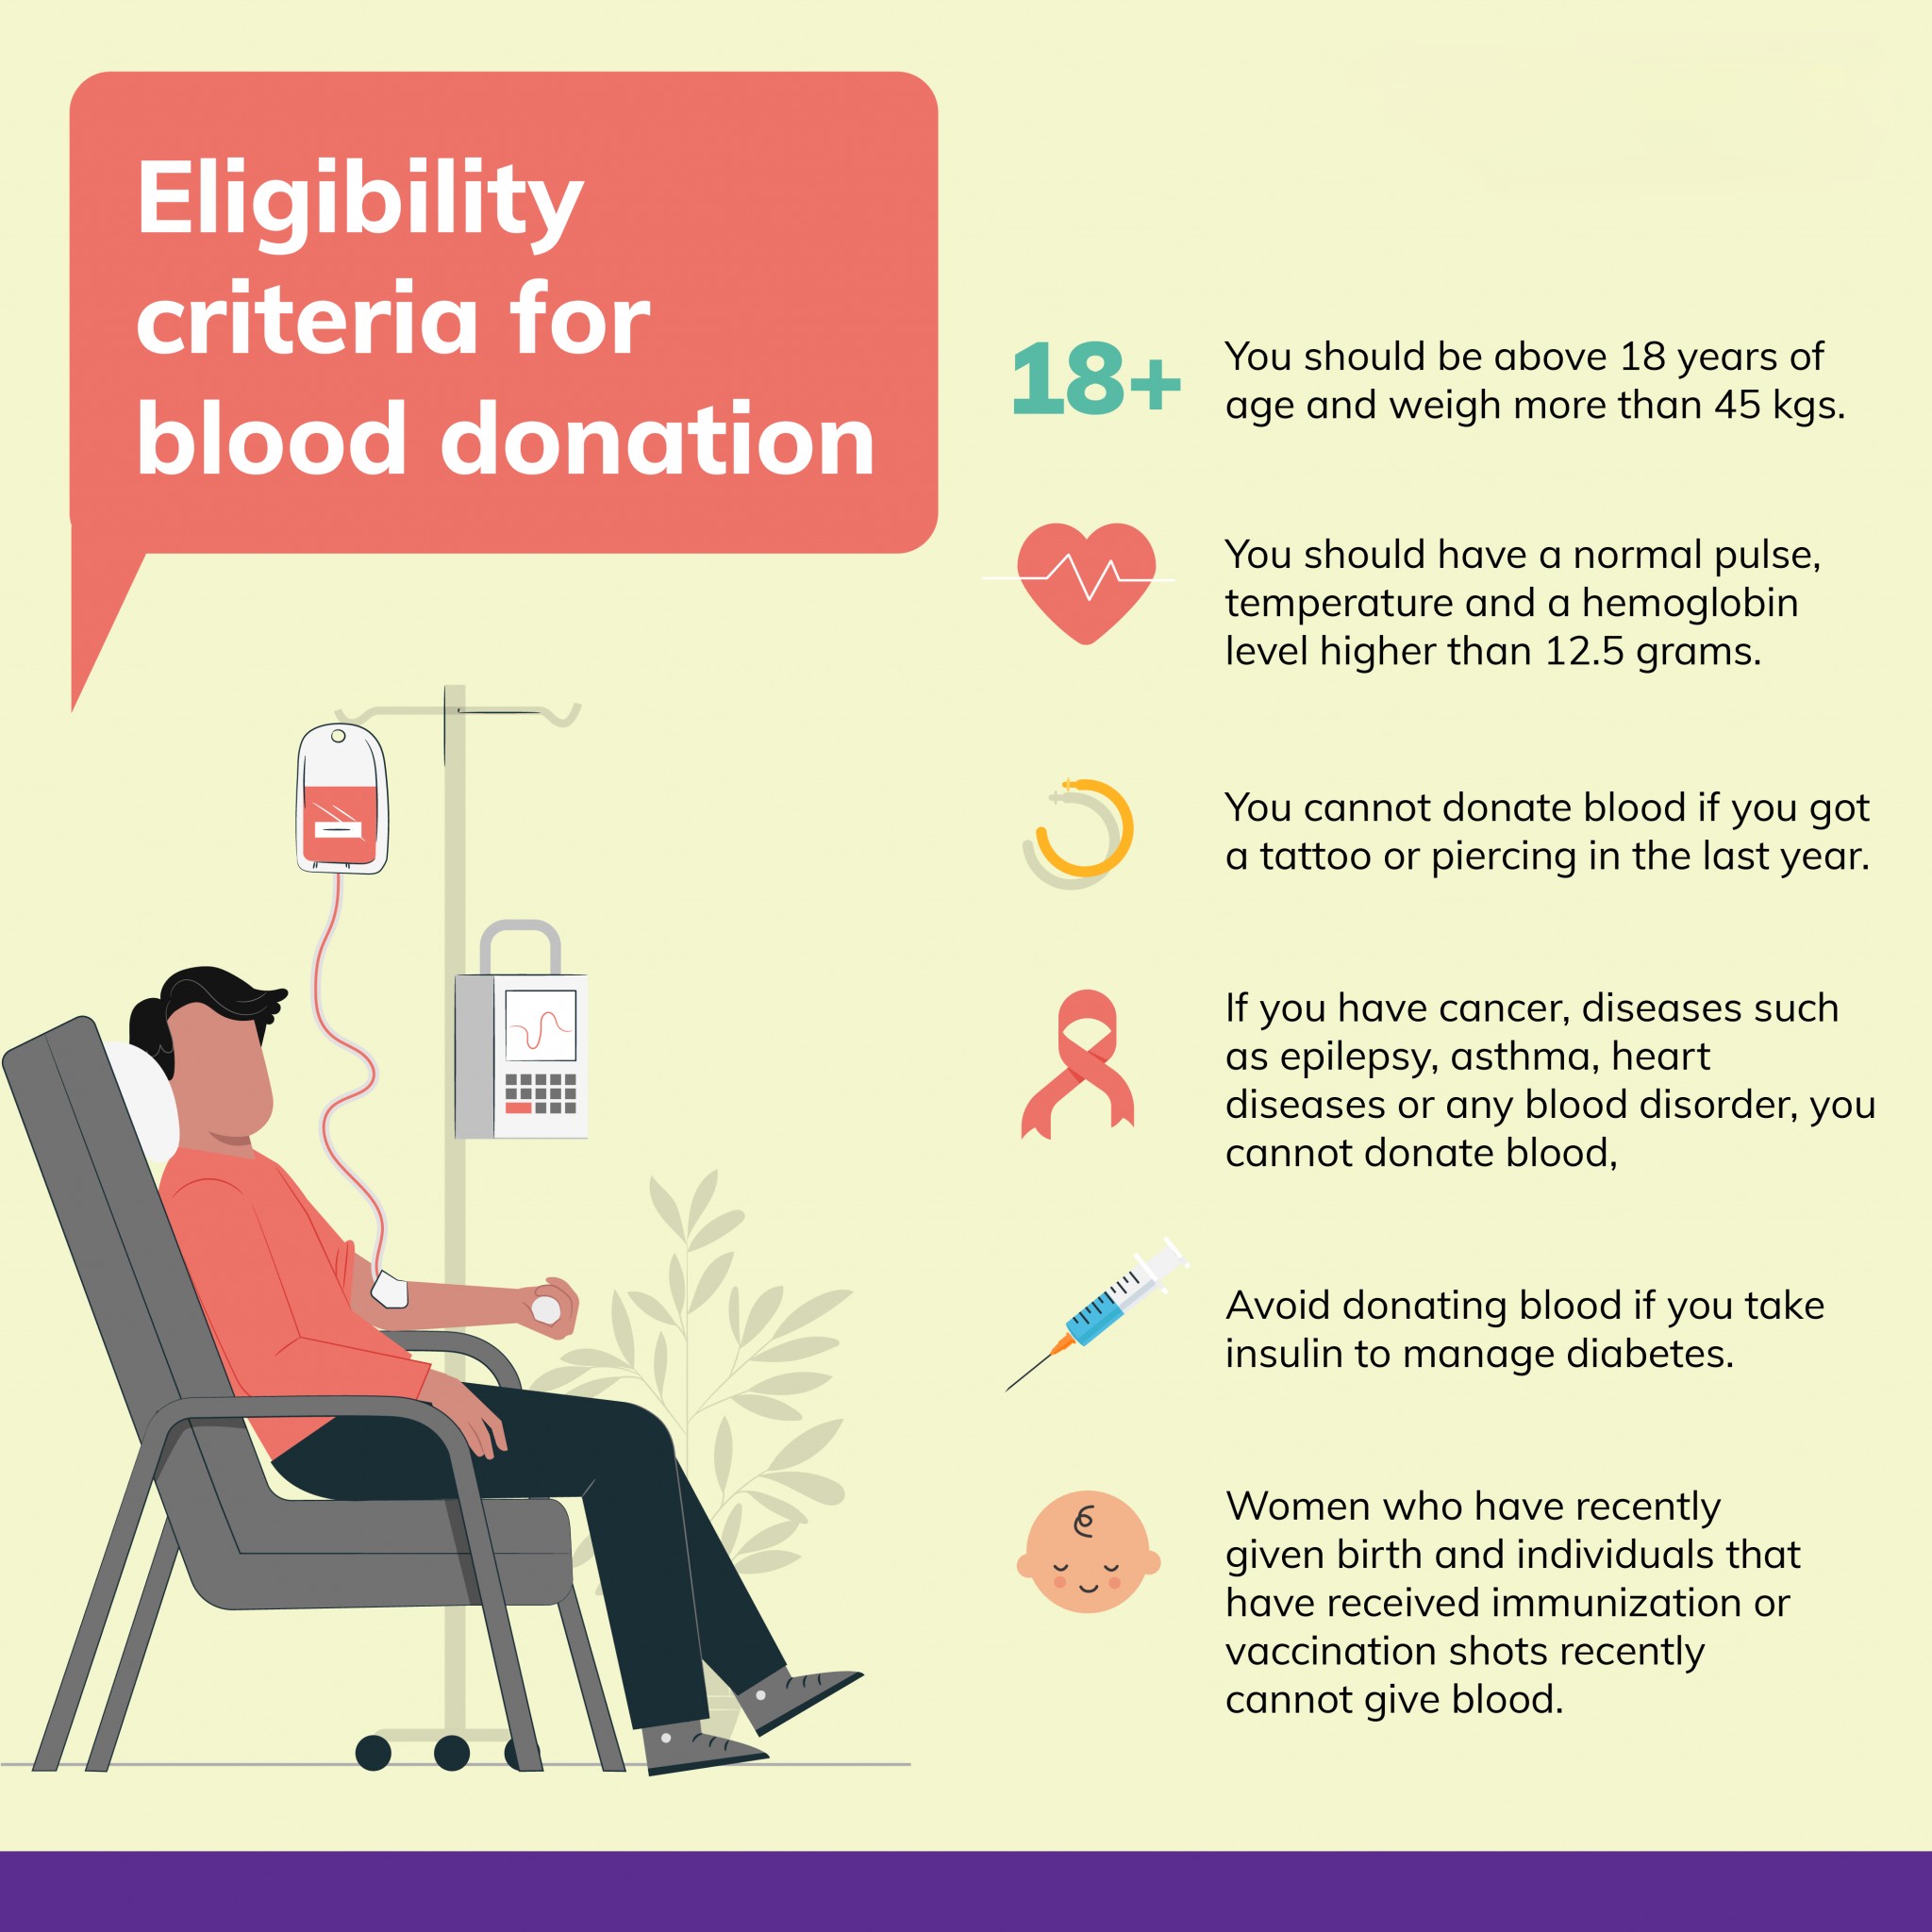 Eligibility
criteria for
blood donation
18+
You should be above 18 years of
age and weigh more than 45 kgs.
You should have a normal pulse,
temperature and a hemoglobin
level higher than 12.5 grams.
You cannot donate blood if you got
a tattoo or piercing in the last year.
If you have cancer, diseases such
as epilepsy, asthma, heart
diseases or any blood disorder, you
cannot donate blood,
Avoid donating blood if you take
insulin to manage diabetes.
Women who have recently
given birth and individuals that
have received immunization or
vaccination shots recently
cannot give blood.